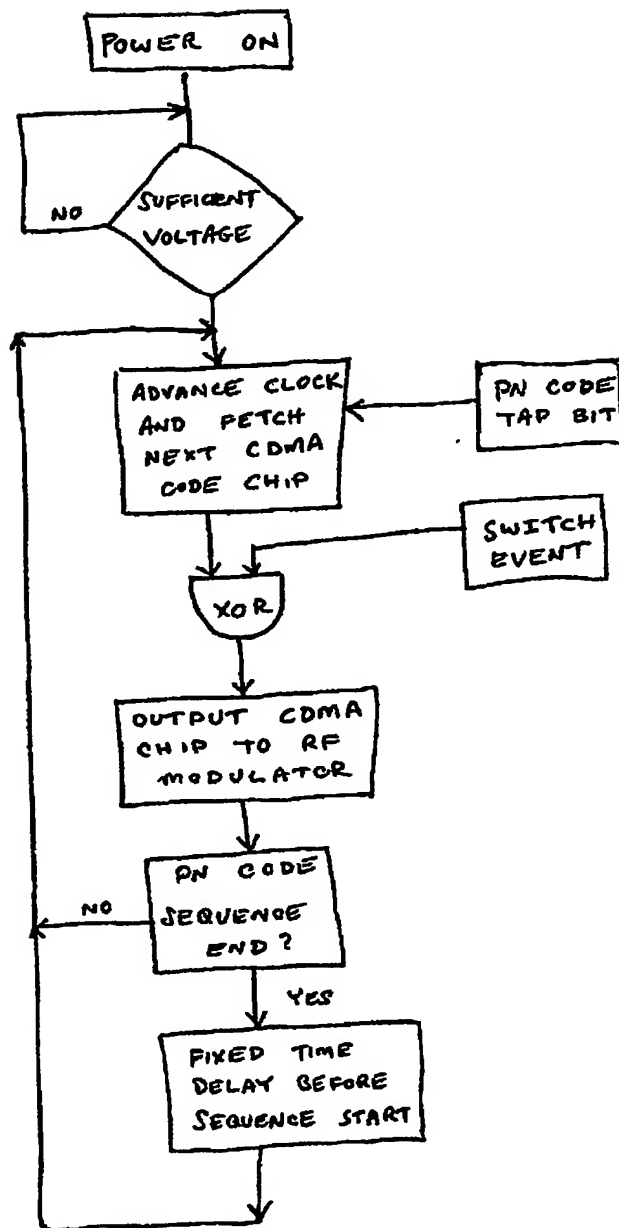 POWER ON
SUFFICENT
VOLTAGE
NO
ADVANCE CLOCK
AND FETCH
NEXT CDMA
CODE CHIP
PN CODE
TAP BIT
SWITCH
EVENT
XOR
OUTPUT CDMA
CHIP TO RF
MODULATOR
PN CODE
SEQUENCE
END?
NO
YES
FIXED TIME
DELAY BEFORE
SEQUENCE START